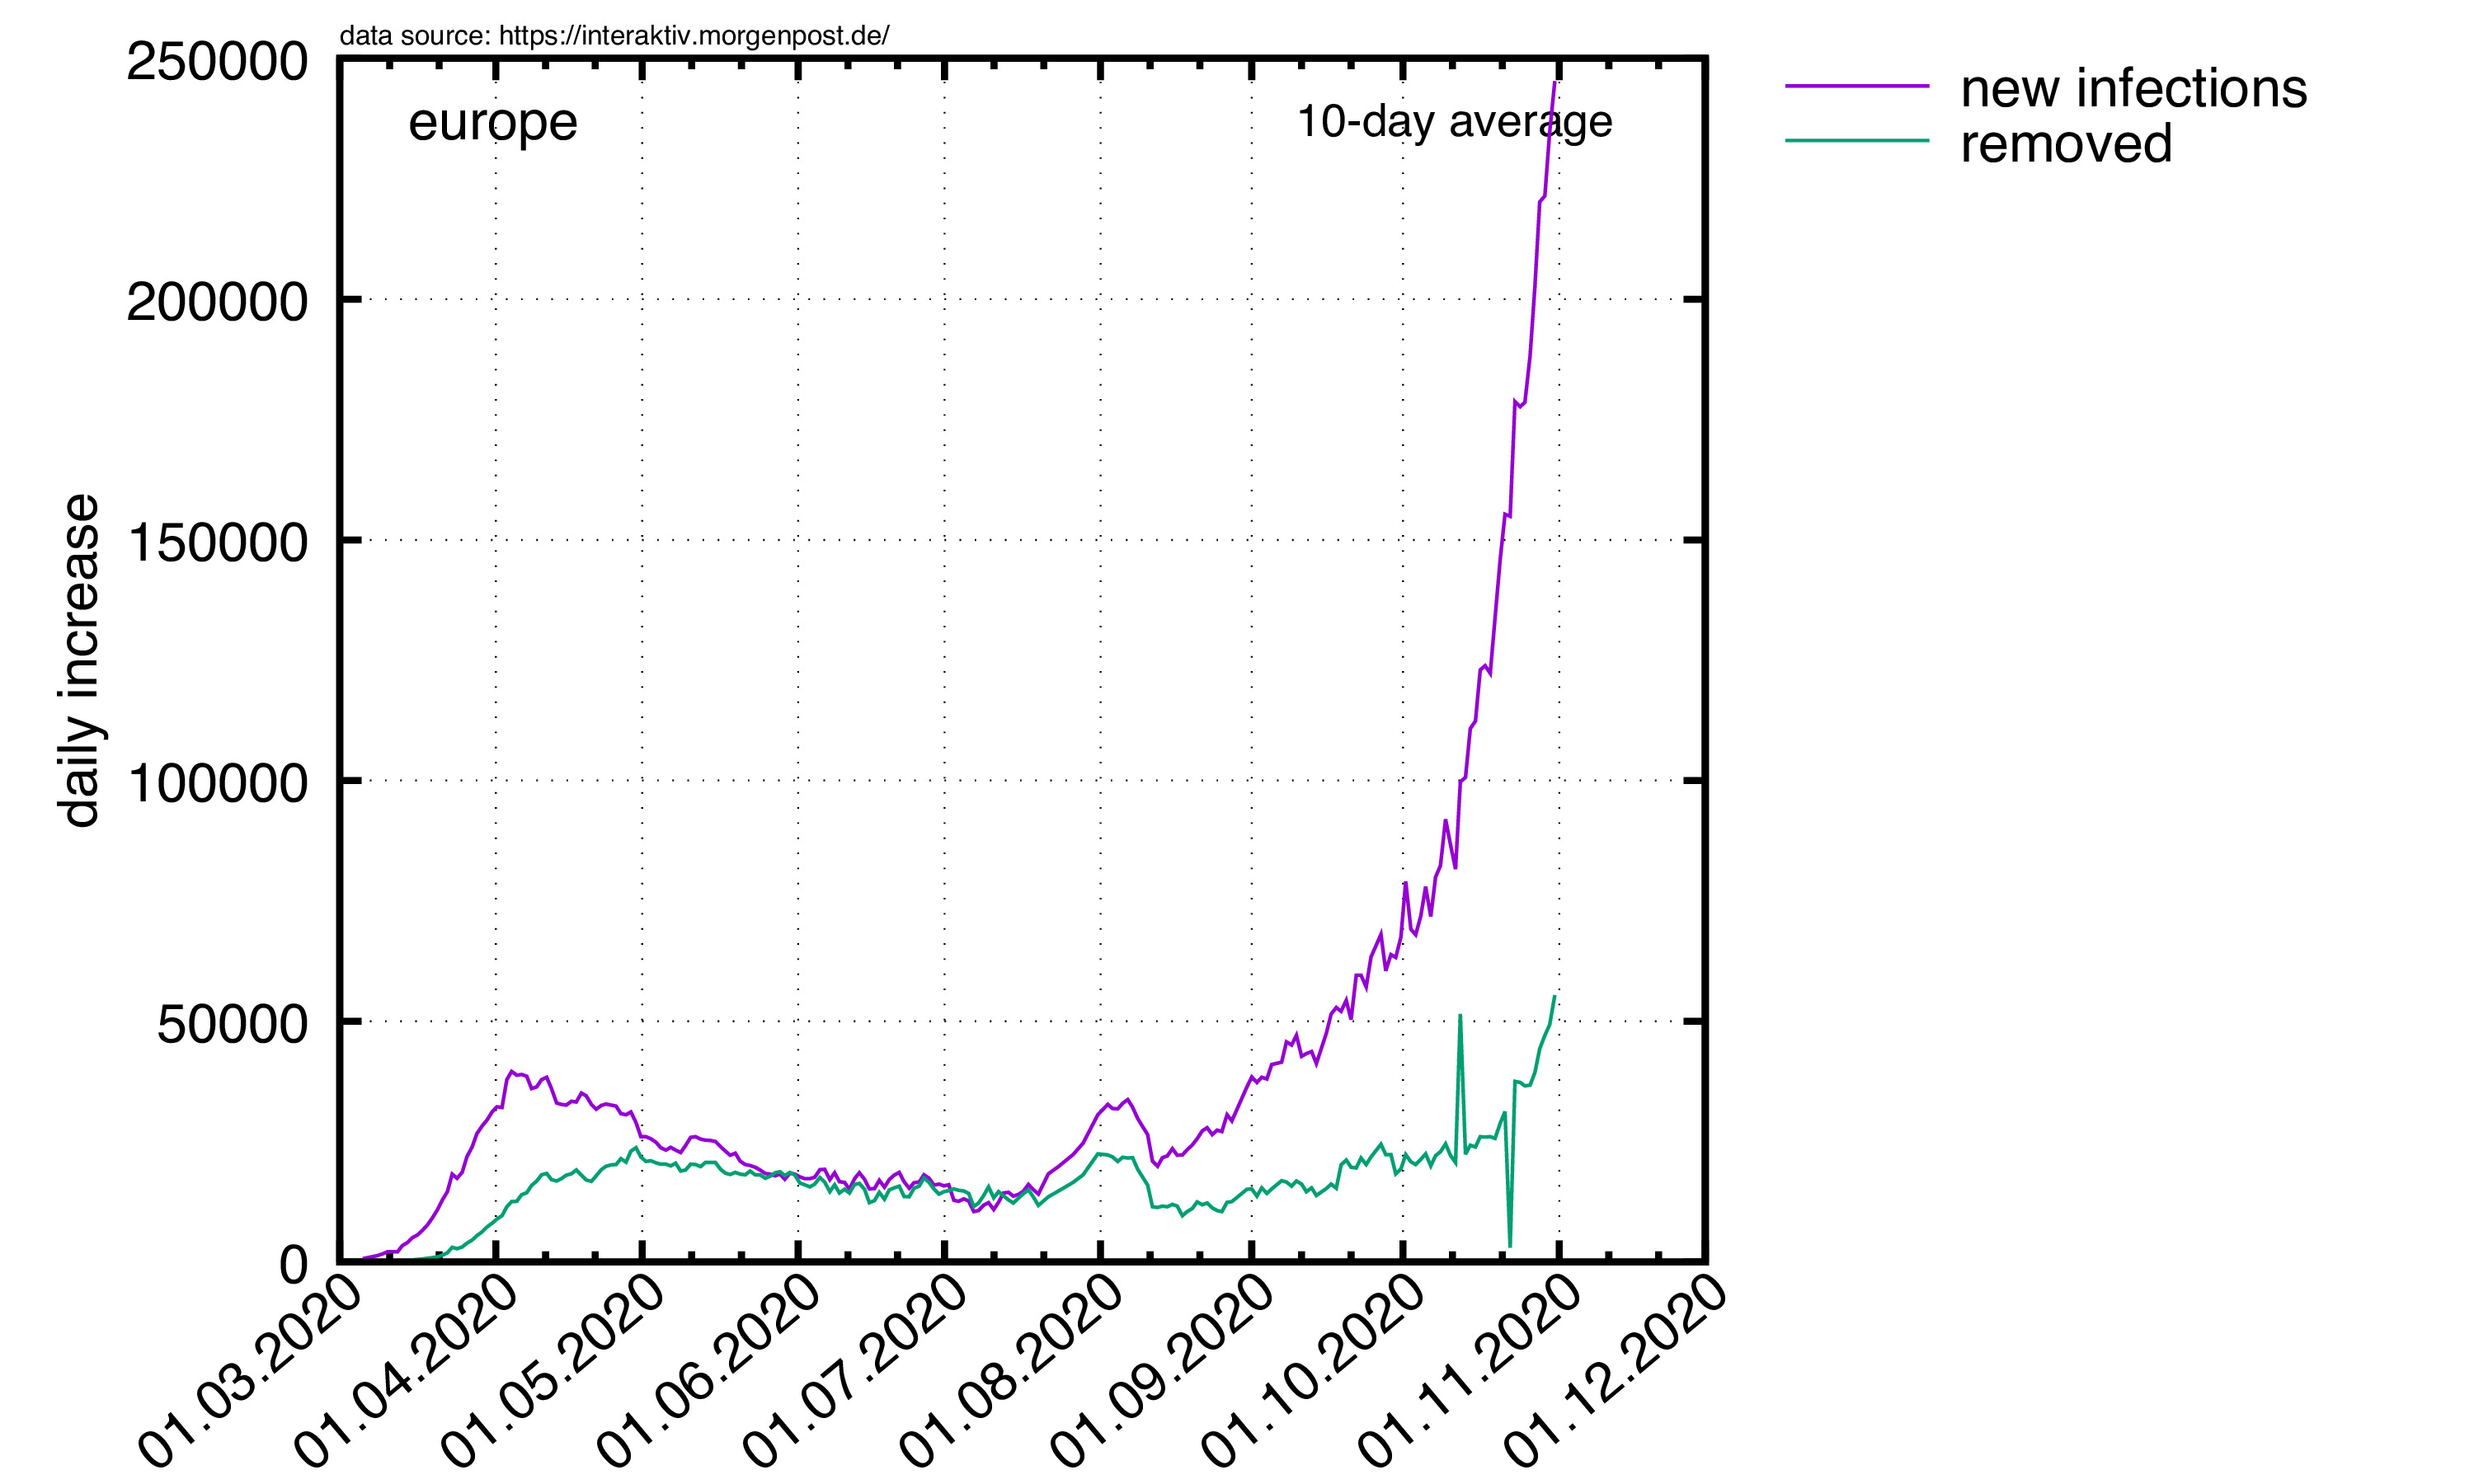 data source: https://interaktiv.morgenpost.de/
250000
europe
10-day average
new infections
removed
200000
150000
daily increase
100000
50000
0
01.03.2020
01.04.2020
01.05.2020
01.06.2020
01.07.2020
01.08.2020
01.09.2020
01.10.2020
01.11.2020
01.12.2020